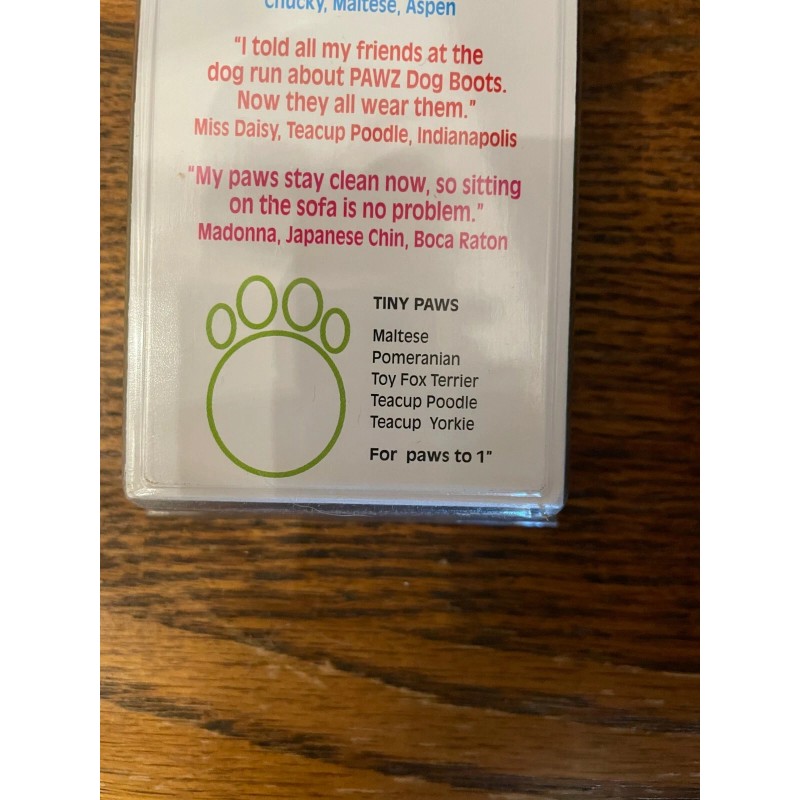 Chucky, Maltese, Aspen
"I told all my friends at the
dog run about PAWZ Dog Boots.
Now they all wear them."
Miss Daisy, Teacup Poodle, Indianapolis
"My paws stay clean now, so sitting
on the sofa is no problem."
Madonna, Japanese Chin, Boca Raton
TINY PAWS
Maltese
Pomeranian
Toy Fox Terrier
Teacup Poodle
Teacup Yorkie
For paws to 1"